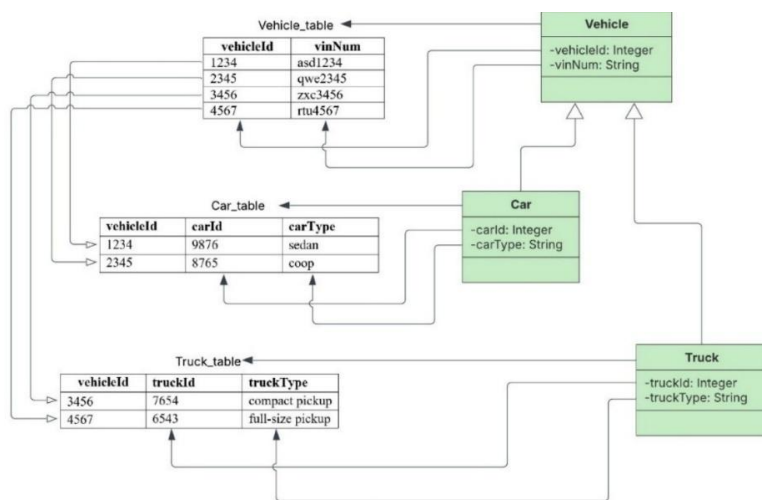 Vehicle_table
vehicleId vinNum
1234 asd1234
2345 qwe2345
3456 zxc3456
4567 rtu4567
Vehicle
-vehicleId: Integer
-vinNum: String
Car_table
vehicleId carId carType
1234 9876 sedan
2345 8765 coop
Car
-carId: Integer
-carType: String
Truck_table
vehicleId truckId truckType
3456 7654 compact pickup
4567 6543 full-size pickup
Truck
-truckId: Integer
-truckType: String